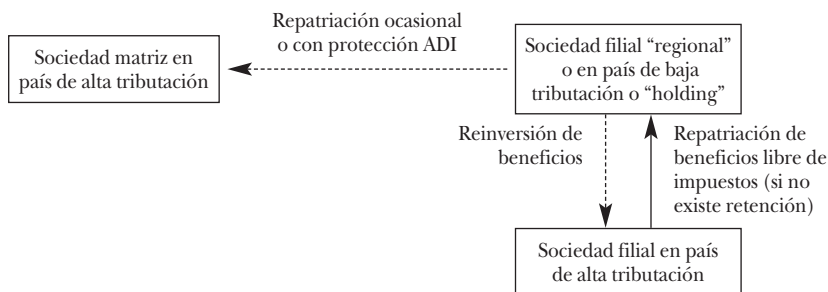 Sociedad matriz en
país de alta tributación
Repatriación ocasional
o con protección ADI
Sociedad filial “regional”
o en país de baja
tributación o “holding”
Reinversión de
beneficios
Repatriación de
beneficios libre de
impuestos (si no
existe retención)
Sociedad filial en país
de alta tributación